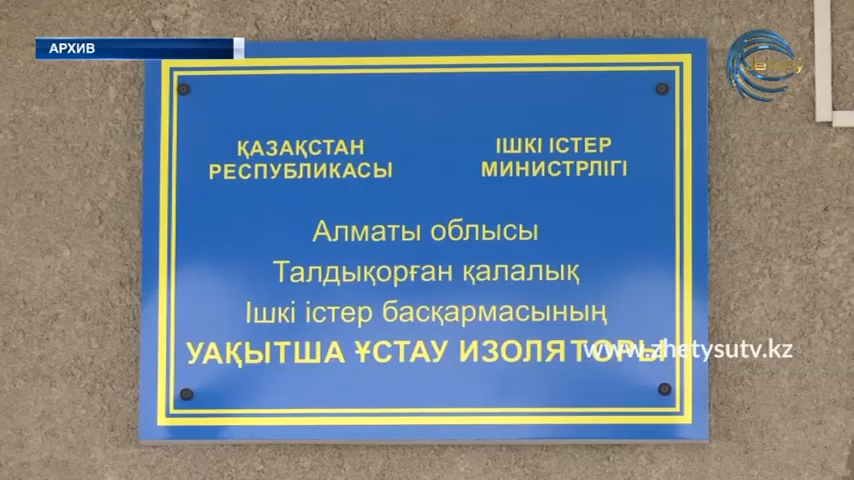 АРХИВ
ҚАЗАҚСТАН
РЕСПУБЛИКАСЫ
ІШКІ ІСТЕР
МИНИСТРЛІГІ
Алматы облысы
Талдықорған қалалық
Ішкі істер басқармасының
УАҚЫТША ҰСТАУ ИЗОЛЯТОРЫ
www.zhetysutv.kz